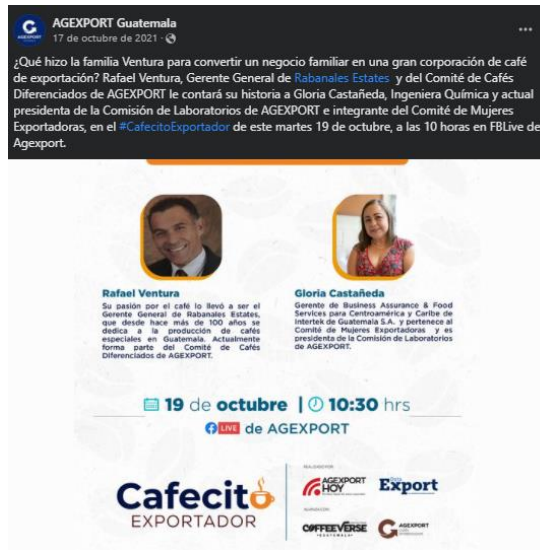 AGEXPORT Guatemala
17 de octubre de 2021 ·
¿Qué hizo la familia Ventura para convertir un negocio familiar en una gran corporación de café
de exportación? Rafael Ventura, Gerente General de Rabanales Estates y del Comité de Cafés
Diferenciados de AGEXPORT le contará su historia a Gloria Castañeda, Ingeniera Química y actual
presidenta de la Comisión de Laboratorios de AGEXPORT e integrante del Comité de Mujeres
Exportadoras, en el #CafecitoExportador de este martes 19 de octubre, a las 10 horas en FBLive de
Agexport.
Rafael Ventura
Su pasión por el café lo llevó a ser el
Gerente General de Rabanales Estates,
que desde hace más de 100 años se
dedica a la producción de cafés
especiales en Guatemala. Actualmente
forma parte del Comité de Cafés
Diferenciados de AGEXPORT.
Gloria Castañeda
Gerente de Business Assurance & Food
Services para Centroamérica y Caribe de
Intertek de Guatemala S.A. y pertenece al
Comité de Mujeres Exportadoras y es
presidenta de la Comisión de Laboratorios
de AGEXPORT.
19 de octubre | 10:30 hrs
LIVE de AGEXPORT
Cafecito
EXPORTADOR
AGEXPORT
HOY
Export
COFFEEVERSE
GUATEMALA
AGEXPORT